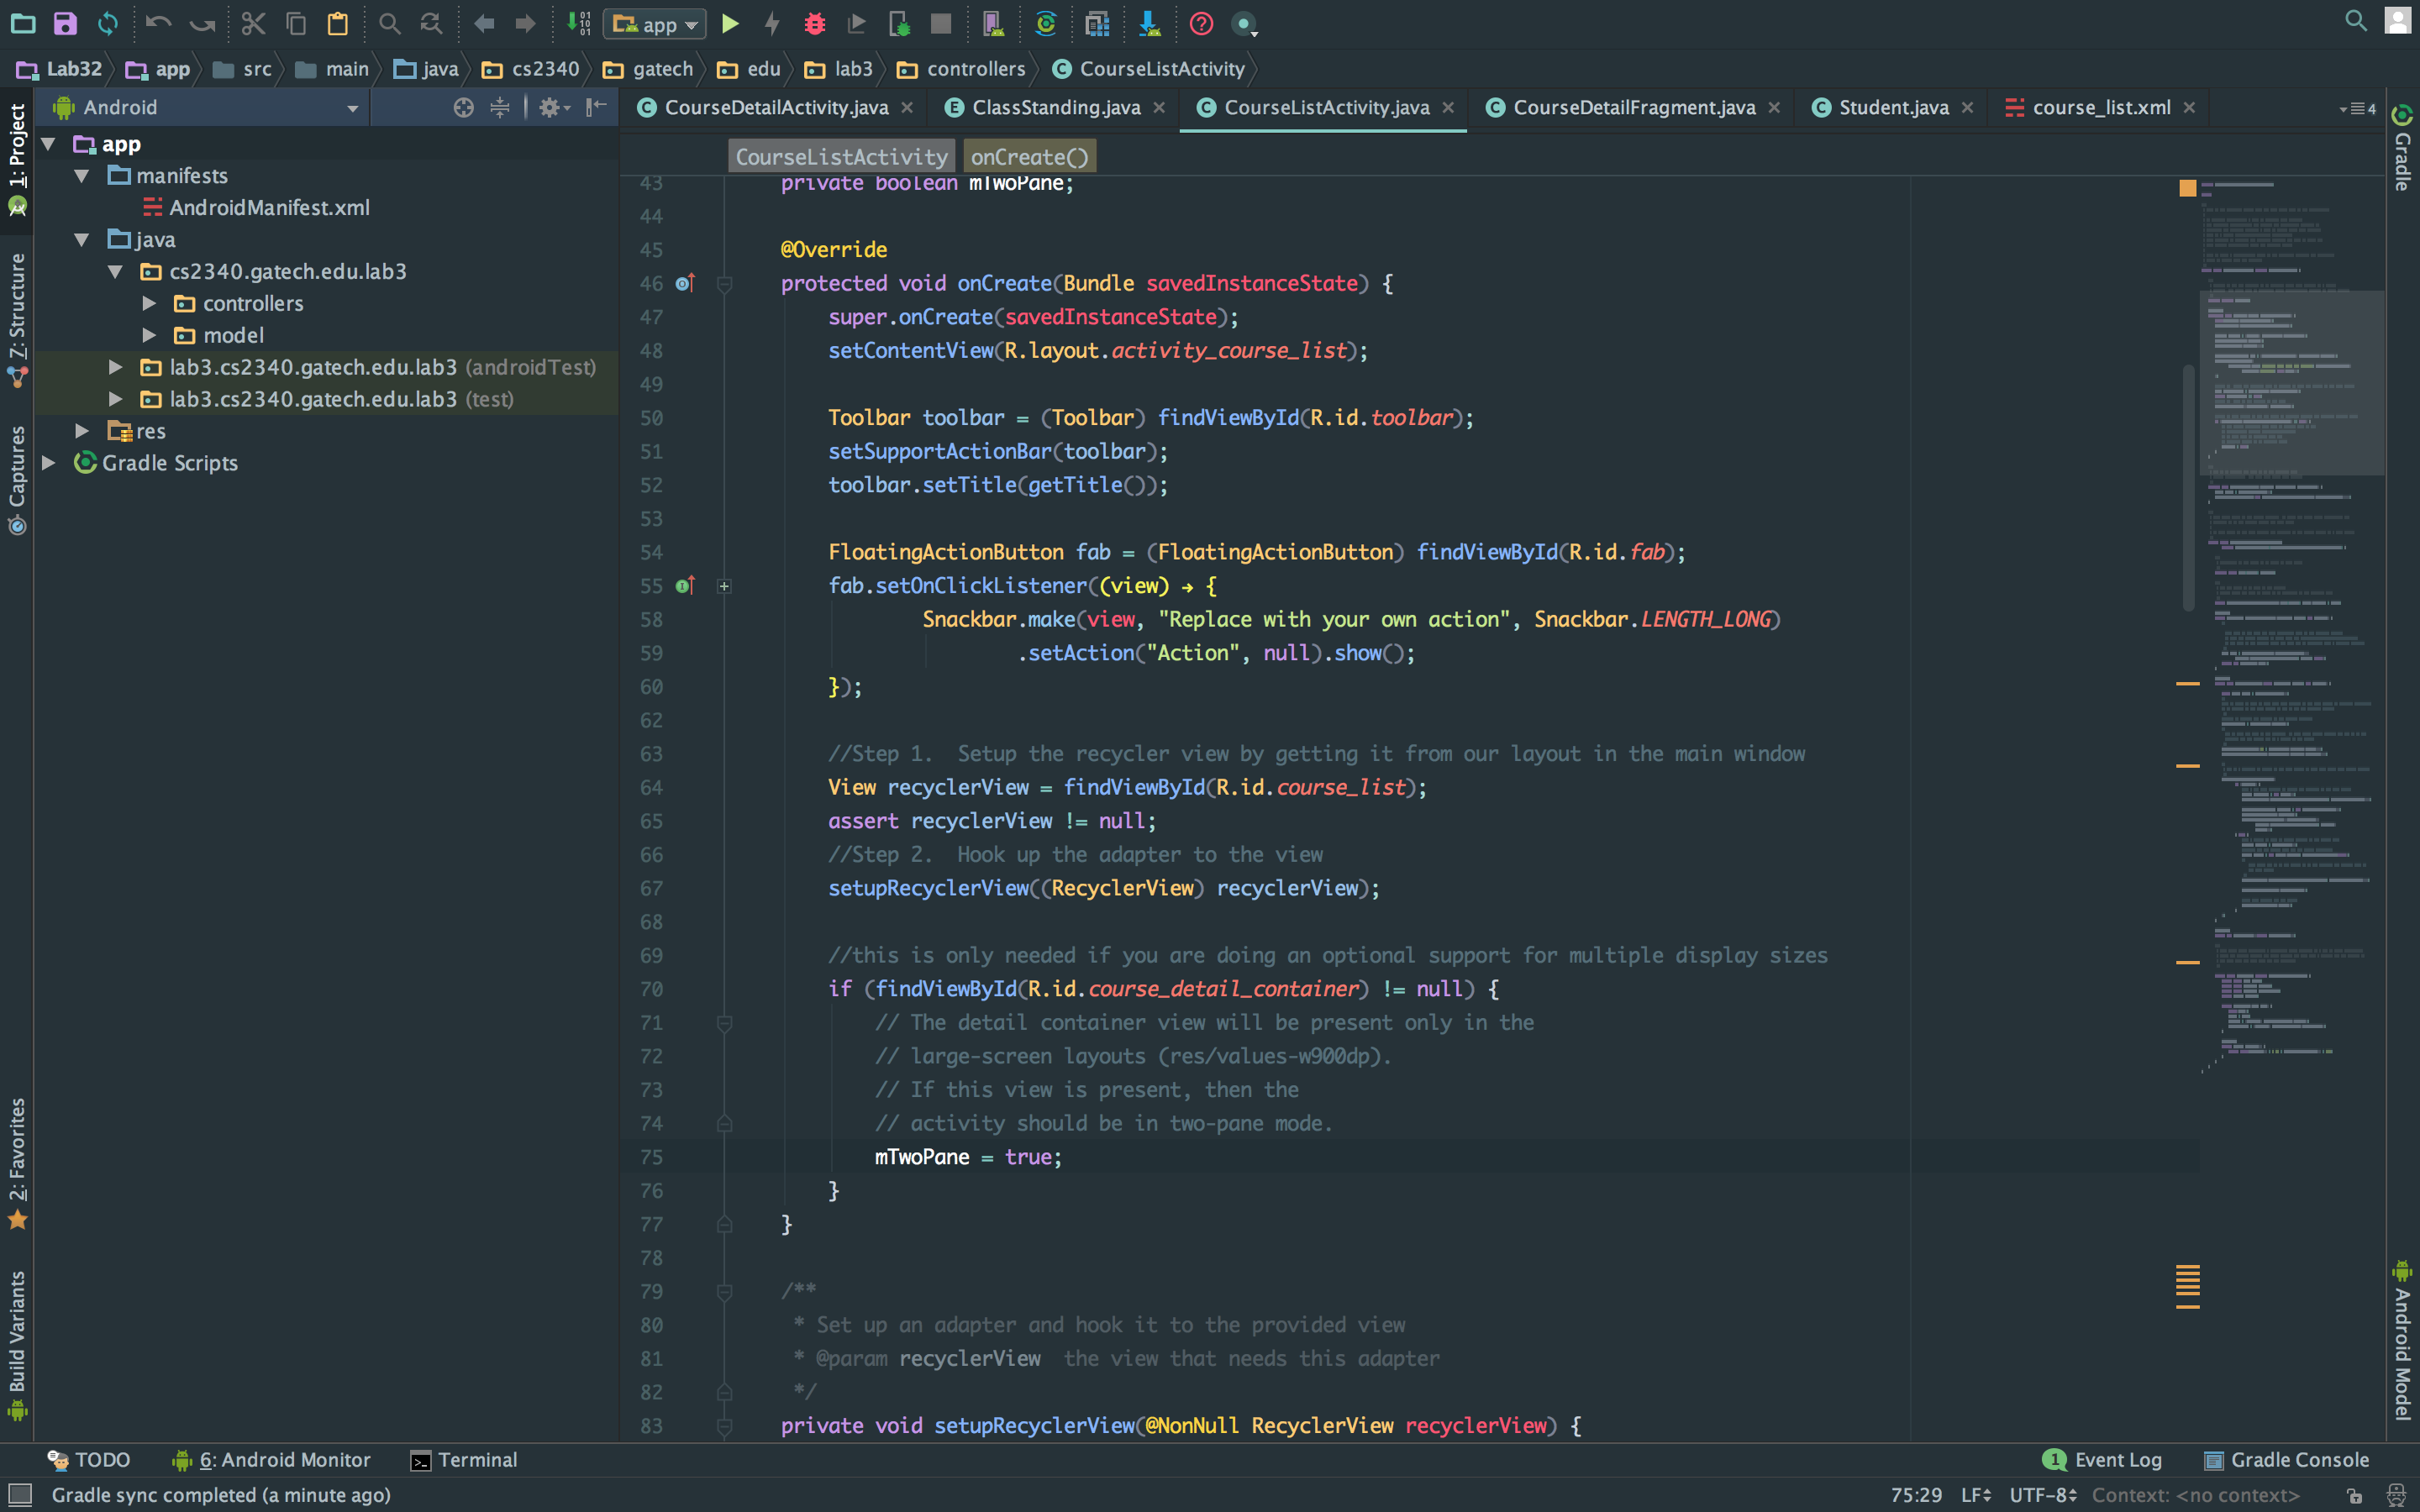 app
Lab32 app src main java cs2340 gatech edu lab3 controllers CourseListActivity
Android
CourseDetailActivity.java ClassStanding.java CourseListActivity.java CourseDetailFragment.java Student.java course_list.xml 4
1: Project
7: Structure
Captures
2: Favorites
Build Variants
app
manifests
AndroidManifest.xml
java
cs2340.gatech.edu.lab3
controllers
model
lab3.cs2340.gatech.edu.lab3 (androidTest)
lab3.cs2340.gatech.edu.lab3 (test)
res
Gradle Scripts
CourseListActivity onCreate()
43 private boolean mTwoPane;
44
45 @Override
46 protected void onCreate(Bundle savedInstanceState) {
47 super.onCreate(savedInstanceState);
48 setContentView(R.layout.activity_course_list);
49
50 Toolbar toolbar = (Toolbar) findViewById(R.id.toolbar);
51 setSupportActionBar(toolbar);
52 toolbar.setTitle(getTitle());
53
54 FloatingActionButton fab = (FloatingActionButton) findViewById(R.id.fab);
55 fab.setOnClickListener((view) → {
58 Snackbar.make(view, "Replace with your own action", Snackbar.LENGTH_LONG)
59 .setAction("Action", null).show();
60 });
62
63 //Step 1.  Setup the recycler view by getting it from our layout in the main window
64 View recyclerView = findViewById(R.id.course_list);
65 assert recyclerView != null;
66 //Step 2.  Hook up the adapter to the view
67 setupRecyclerView((RecyclerView) recyclerView);
68
69 //this is only needed if you are doing an optional support for multiple display sizes
70 if (findViewById(R.id.course_detail_container) != null) {
71 // The detail container view will be present only in the
72 // large-screen layouts (res/values-w900dp).
73 // If this view is present, then the
74 // activity should be in two-pane mode.
75 mTwoPane = true;
76 }
77 }
78
79 /**
80 * Set up an adapter and hook it to the provided view
81 * @param recyclerView  the view that needs this adapter
82 */
83 private void setupRecyclerView(@NonNull RecyclerView recyclerView) {
Gradle
Android Model
TODO 6: Android Monitor Terminal 1 Event Log Gradle Console
Gradle sync completed (a minute ago) 75:29 LF UTF-8 Context: <no context>